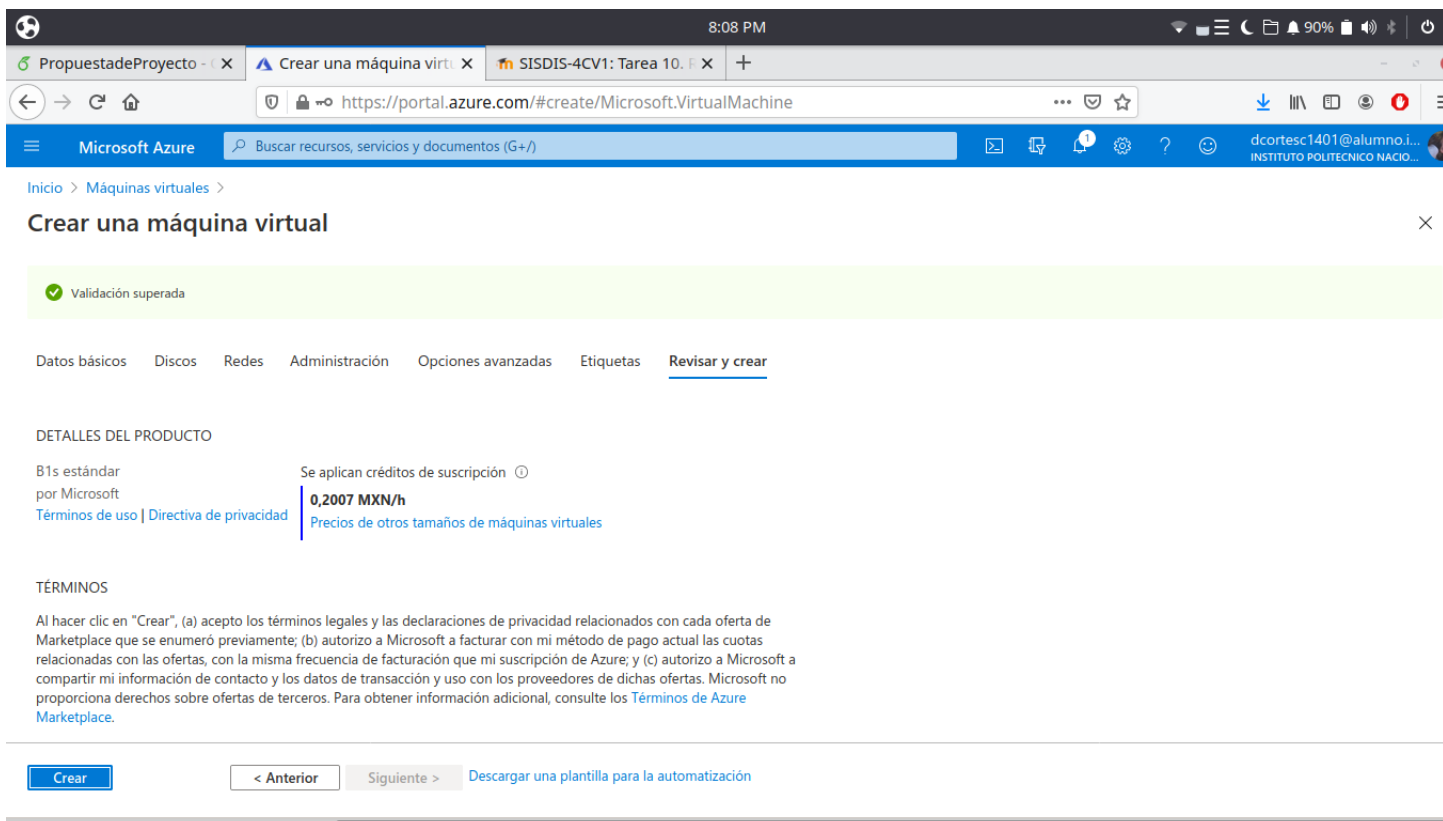 8:08 PM
90%
PropuestadeProyecto - 
Crear una máquina virtu
SISDIS-4CV1: Tarea 10. R
https://portal.azure.com/#create/Microsoft.VirtualMachine
Microsoft Azure
Buscar recursos, servicios y documentos (G+/)
1
dcortesc1401@alumno.i...
INSTITUTO POLITECNICO NACIO...
Inicio > Máquinas virtuales >
Crear una máquina virtual
Validación superada
Datos básicos Discos Redes Administración Opciones avanzadas Etiquetas Revisar y crear
DETALLES DEL PRODUCTO
B1s estándar
por Microsoft
Términos de uso | Directiva de privacidad
Se aplican créditos de suscripción
0,2007 MXN/h
Precios de otros tamaños de máquinas virtuales
TÉRMINOS
Al hacer clic en "Crear", (a) acepto los términos legales y las declaraciones de privacidad relacionados con cada oferta de
Marketplace que se enumeró previamente; (b) autorizo a Microsoft a facturar con mi método de pago actual las cuotas
relacionadas con las ofertas, con la misma frecuencia de facturación que mi suscripción de Azure; y (c) autorizo a Microsoft a
compartir mi información de contacto y los datos de transacción y uso con los proveedores de dichas ofertas. Microsoft no
proporciona derechos sobre ofertas de terceros. Para obtener información adicional, consulte los Términos de Azure
Marketplace.
Crear
< Anterior
Siguiente >
Descargar una plantilla para la automatización